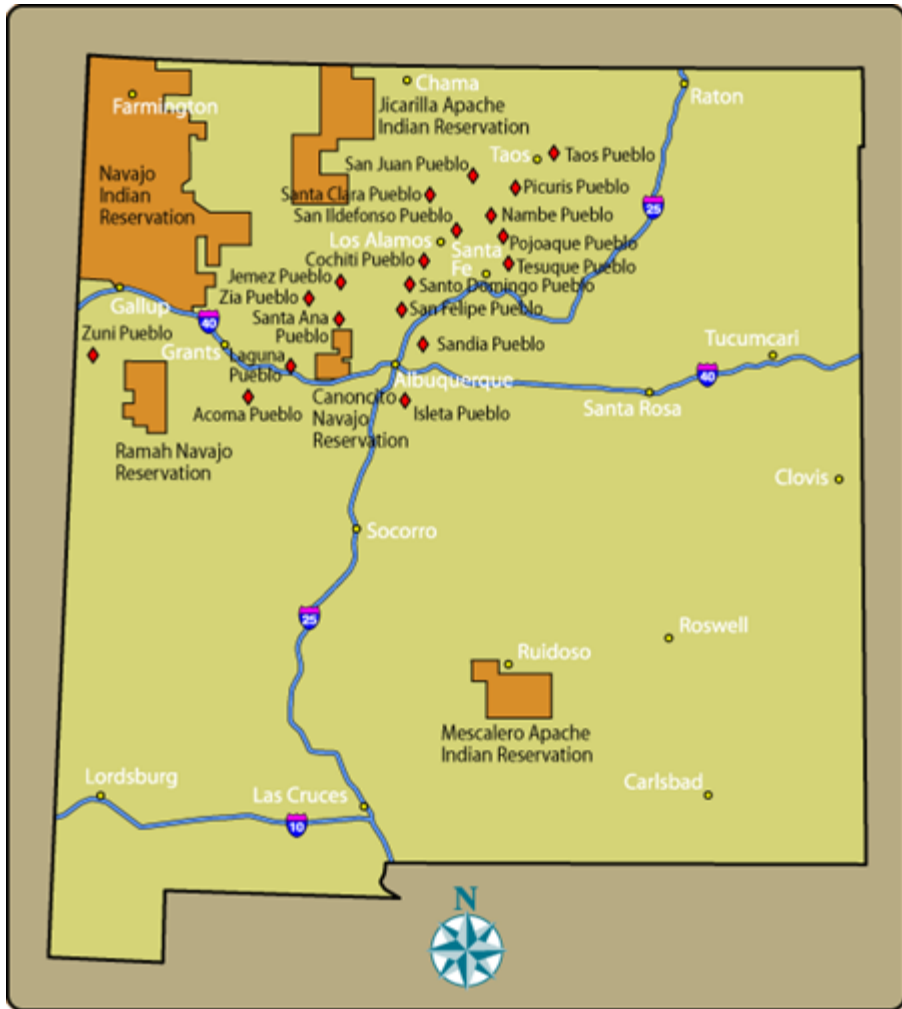 Chama
Raton
Farmington
Jicarilla Apache
Indian Reservation
Taos
Taos Pueblo
San Juan Pueblo
Navajo
Indian
Reservation
Picuris Pueblo
Santa Clara Pueblo
25
San Ildefonso Pueblo
Nambe Pueblo
Los Alamos
Pojoaque Pueblo
Santa
Fe
Cochiti Pueblo
Tesuque Pueblo
Jemez Pueblo
Santo Domingo Pueblo
Zia Pueblo
Gallup
San Felipe Pueblo
40
Santa Ana
Pueblo
Zuni Pueblo
Grants
Laguna
Pueblo
Sandia Pueblo
Tucumcari
40
Albuquerque
Canoncito
Navajo
Reservation
Santa Rosa
Acoma Pueblo
Isleta Pueblo
Ramah Navajo
Reservation
Clovis
Socorro
25
Roswell
Ruidoso
Mescalero Apache
Indian Reservation
Lordsburg
Las Cruces
Carlsbad
10
N